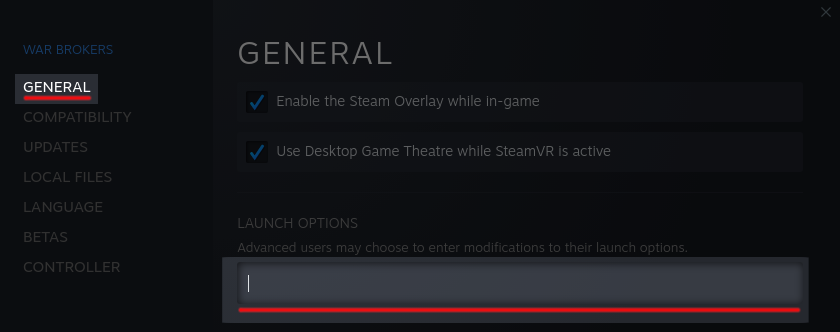 WAR BROKERS
GENERAL
COMPATIBILITY
UPDATES
LOCAL FILES
LANGUAGE
BETAS
CONTROLLER
GENERAL
Enable the Steam Overlay while in-game
Use Desktop Game Theatre while SteamVR is active
LAUNCH OPTIONS
Advanced users may choose to enter modifications to their launch options.